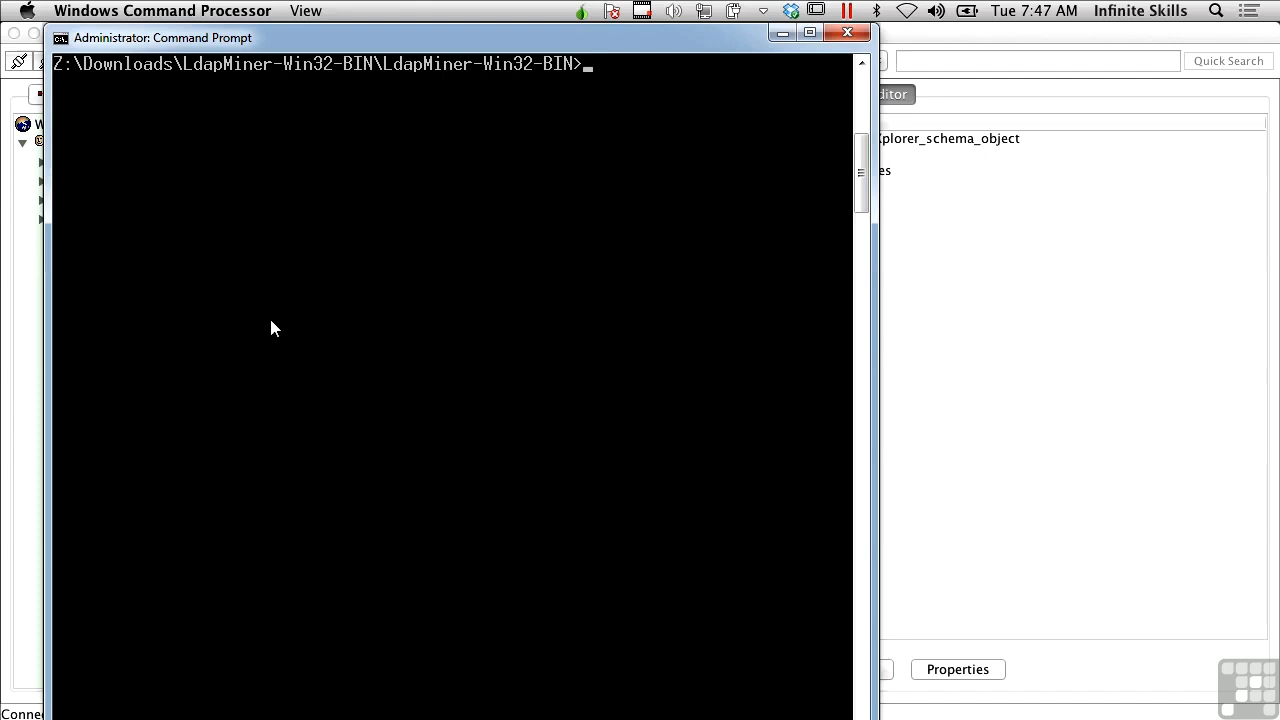 Windows Command Processor View Tue 7:47 AM Infinite Skills
Administrator: Command Prompt
Z:\Downloads\LdapMiner-Win32-BIN\LdapMiner-Win32-BIN>_
Quick Search
ditor
W
xplorer_schema_object
es
Properties
Conne